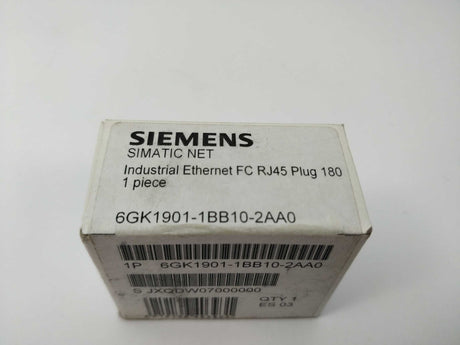 SIEMENS
SIMATIC NET
Industrial Ethernet FC RJ45 Plug 180
1 piece
6GK1901-1BB10-2AA0
1P 6GK1901-1BB10-2AA0
S JXQDW07000000
QTY 1
ES 03